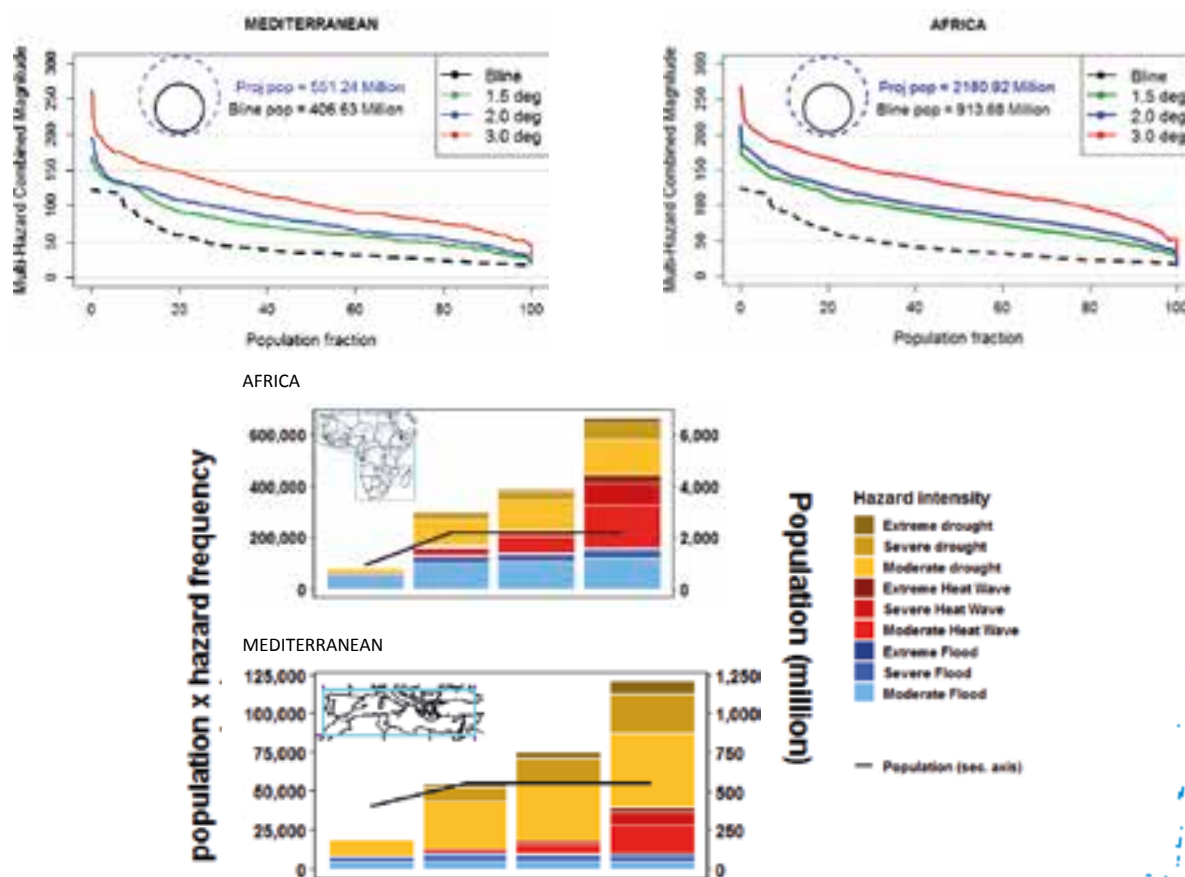 MEDITERRANEAN
Multi-Hazard Combined Magnitude
300
250
200
150
100
50
0
Proj pop = 551.24 Million
Bline pop = 406.63 Million
Bline
1.5 deg
2.0 deg
3.0 deg
0 20 40 60 80 100
Population fraction
AFRICA
Multi-Hazard Combined Magnitude
300
250
200
150
100
50
0
Proj pop = 2180.92 Million
Bline pop = 913.68 Million
Bline
1.5 deg
2.0 deg
3.0 deg
0 20 40 60 80 100
Population fraction
population x hazard frequency
AFRICA
600,000
400,000
200,000
0
6,000
4,000
2,000
0
MEDITERRANEAN
125,000
100,000
75,000
50,000
25,000
0
1,250
1,000
750
500
250
0
Population (million)
Hazard intensity
Extreme drought
Severe drought
Moderate drought
Extreme Heat Wave
Severe Heat Wave
Moderate Heat Wave
Extreme Flood
Severe Flood
Moderate Flood
Population (sec. axis)